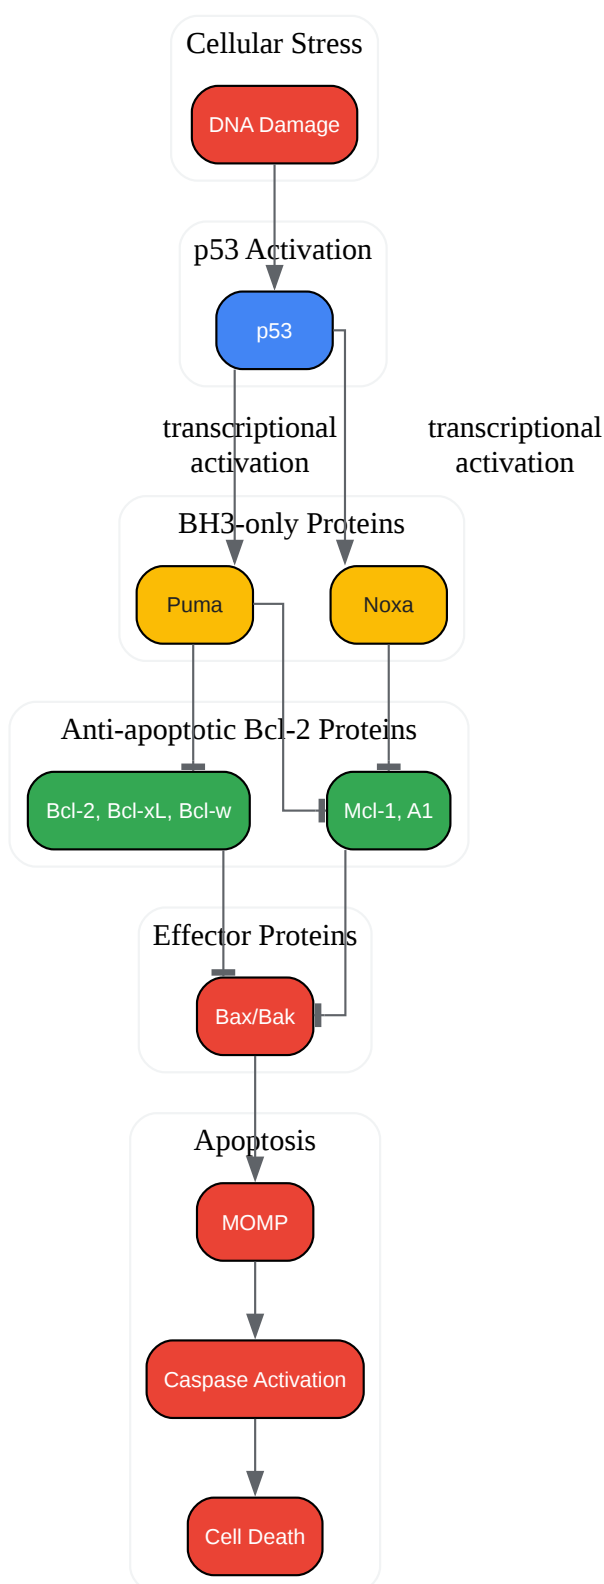 Cellular Stress
DNA Damage
p53 Activation
p53
transcriptional
activation
transcriptional
activation
BH3-only Proteins
Puma
Noxa
Anti-apoptotic Bcl-2 Proteins
Bcl-2, Bcl-xL, Bcl-w
Mcl-1, A1
Effector Proteins
Bax/Bak
Apoptosis
MOMP
Caspase Activation
Cell Death